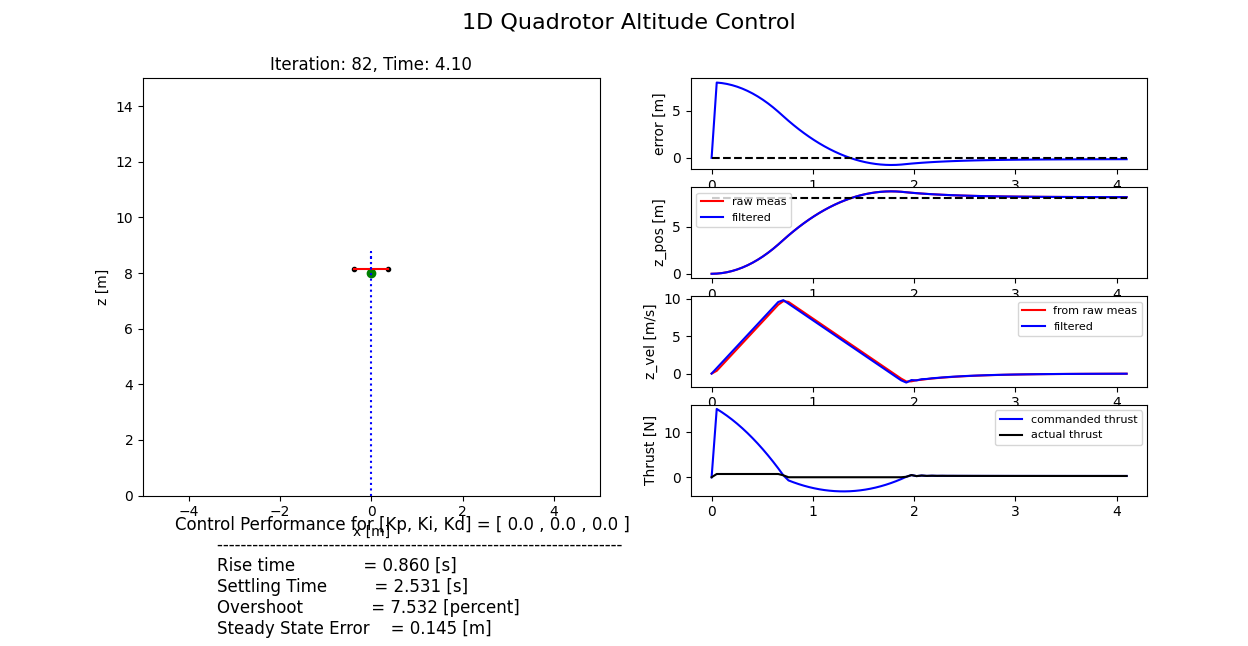 1D Quadrotor Altitude Control
Iteration: 82, Time: 4.10
14
12
10
8
6
4
2
0
z [m]
−4
−2
0
2
4
x [m]
error [m]
5
0
0
1
2
3
4
z_pos [m]
5
0
raw meas
filtered
0
1
2
3
4
z_vel [m/s]
10
5
0
from raw meas
filtered
0
1
2
3
4
Thrust [N]
10
0
commanded thrust
actual thrust
0
1
2
3
4
Control Performance for [Kp, Ki, Kd] = [ 0.0 , 0.0 , 0.0 ]
--------------------------------------------------------------------
Rise time = 0.860 [s]
Settling Time = 2.531 [s]
Overshoot = 7.532 [percent]
Steady State Error = 0.145 [m]